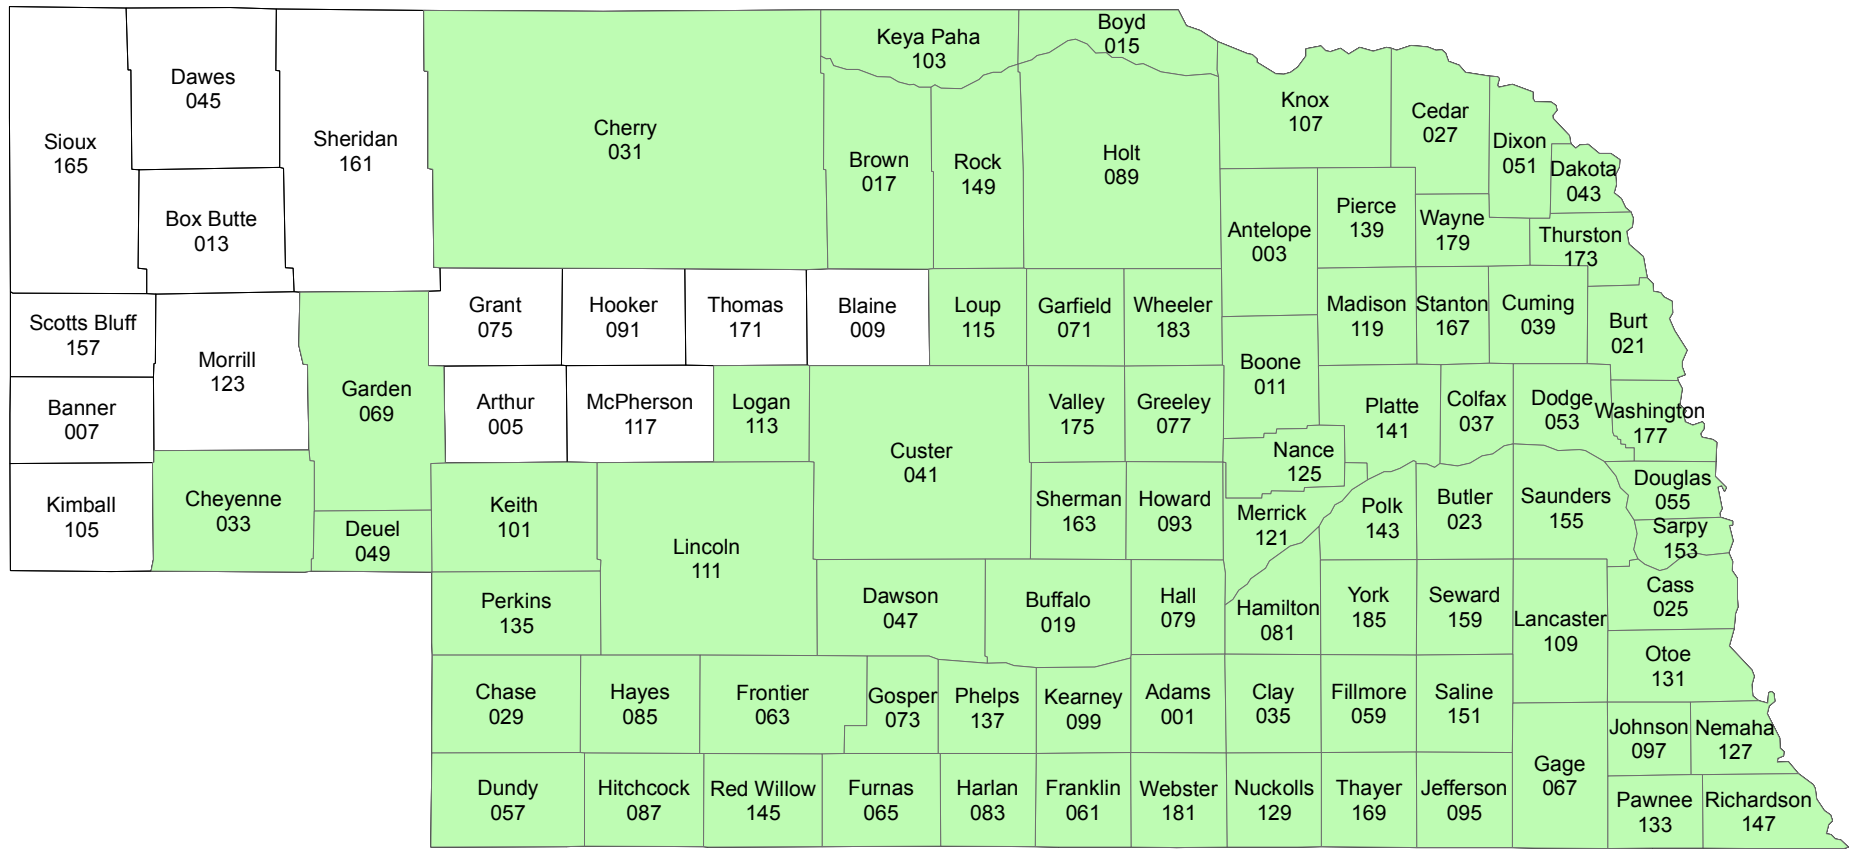 Sioux
165
Dawes
045
Box Butte
013
Sheridan
161
Cherry
031
Keya Paha
103
Boyd
015
Brown
017
Rock
149
Holt
089
Knox
107
Cedar
027
Dixon
051
Dakota
043
Antelope
003
Pierce
139
Wayne
179
Thurston
173
Scotts Bluff
157
Morrill
123
Banner
007
Kimball
105
Cheyenne
033
Garden
069
Deuel
049
Grant
075
Hooker
091
Thomas
171
Blaine
009
Loup
115
Garfield
071
Wheeler
183
Boone
011
Madison
119
Stanton
167
Cuming
039
Burt
021
Arthur
005
McPherson
117
Logan
113
Custer
041
Valley
175
Greeley
077
Nance
125
Platte
141
Colfax
037
Dodge
053
Washington
177
Keith
101
Lincoln
111
Sherman
163
Howard
093
Merrick
121
Polk
143
Butler
023
Saunders
155
Douglas
055
Sarpy
153
Perkins
135
Dawson
047
Buffalo
019
Hall
079
Hamilton
081
York
185
Seward
159
Lancaster
109
Cass
025
Otoe
131
Chase
029
Hayes
085
Frontier
063
Gosper
073
Phelps
137
Kearney
099
Adams
001
Clay
035
Fillmore
059
Saline
151
Gage
067
Johnson
097
Nemaha
127
Dundy
057
Hitchcock
087
Red Willow
145
Furnas
065
Harlan
083
Franklin
061
Webster
181
Nuckolls
129
Thayer
169
Jefferson
095
Pawnee
133
Richardson
147